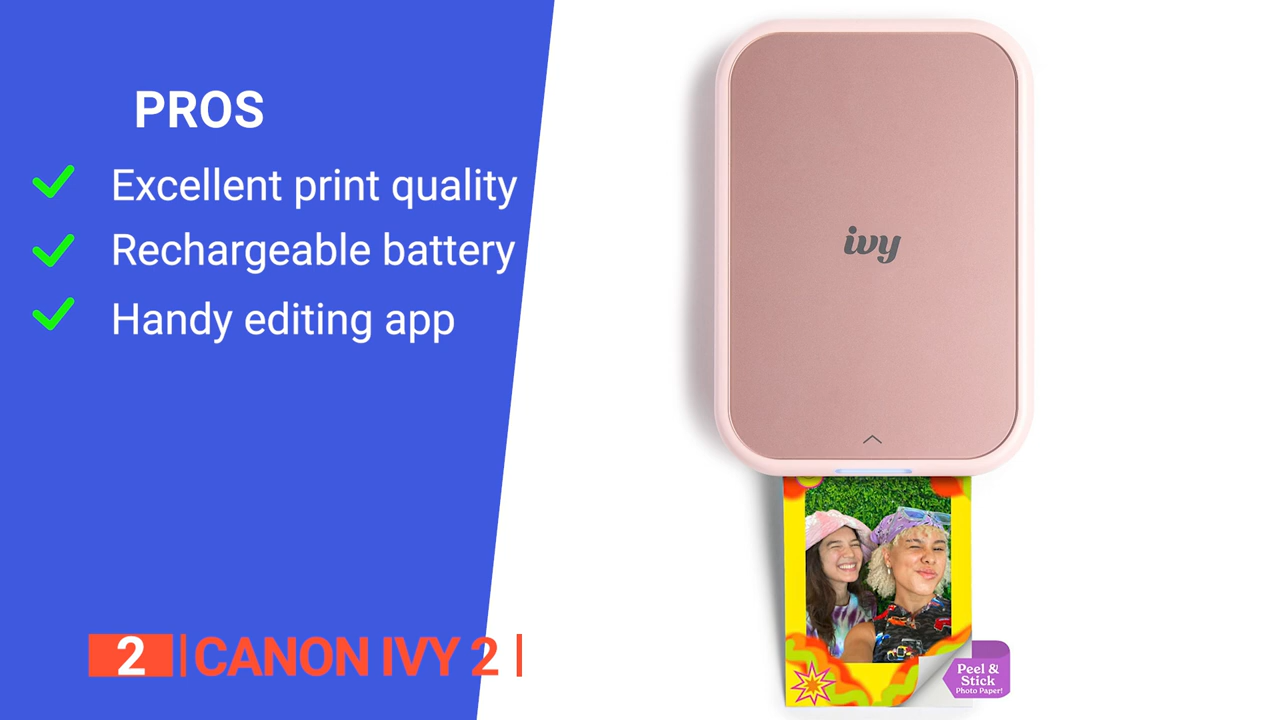 PROS
Excellent print quality
Rechargeable battery
Handy editing app
2 CANON IVY 2
ivy
Peel &
Stick
Photo Paper!